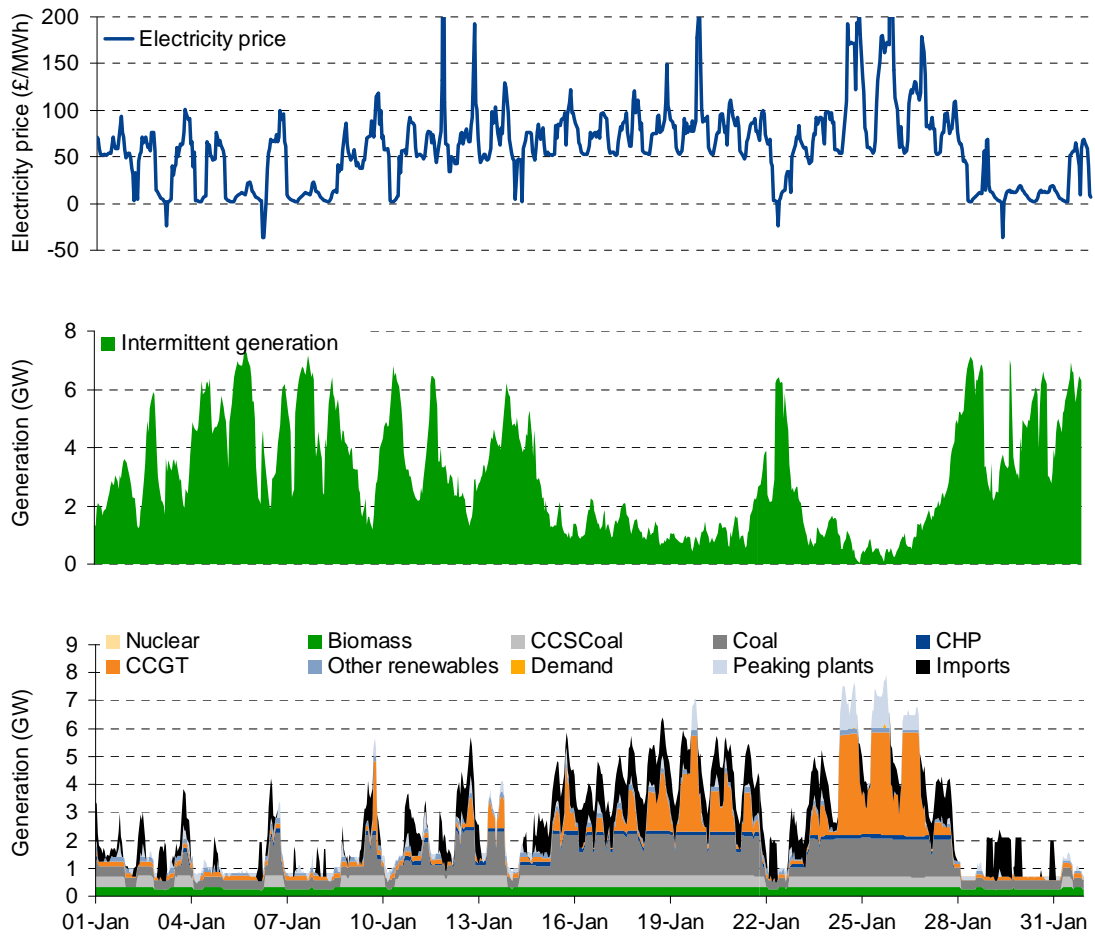 Electricity price (£/MWh)
200
150
100
50
0
-50
Electricity price
Generation (GW)
8
6
4
2
0
Intermittent generation
Generation (GW)
9
8
7
6
5
4
3
2
1
0
Nuclear Biomass CCSCoal Coal CHP
CCGT Other renewables Demand Peaking plants Imports
01-Jan 04-Jan 07-Jan 10-Jan 13-Jan 16-Jan 19-Jan 22-Jan 25-Jan 28-Jan 31-Jan